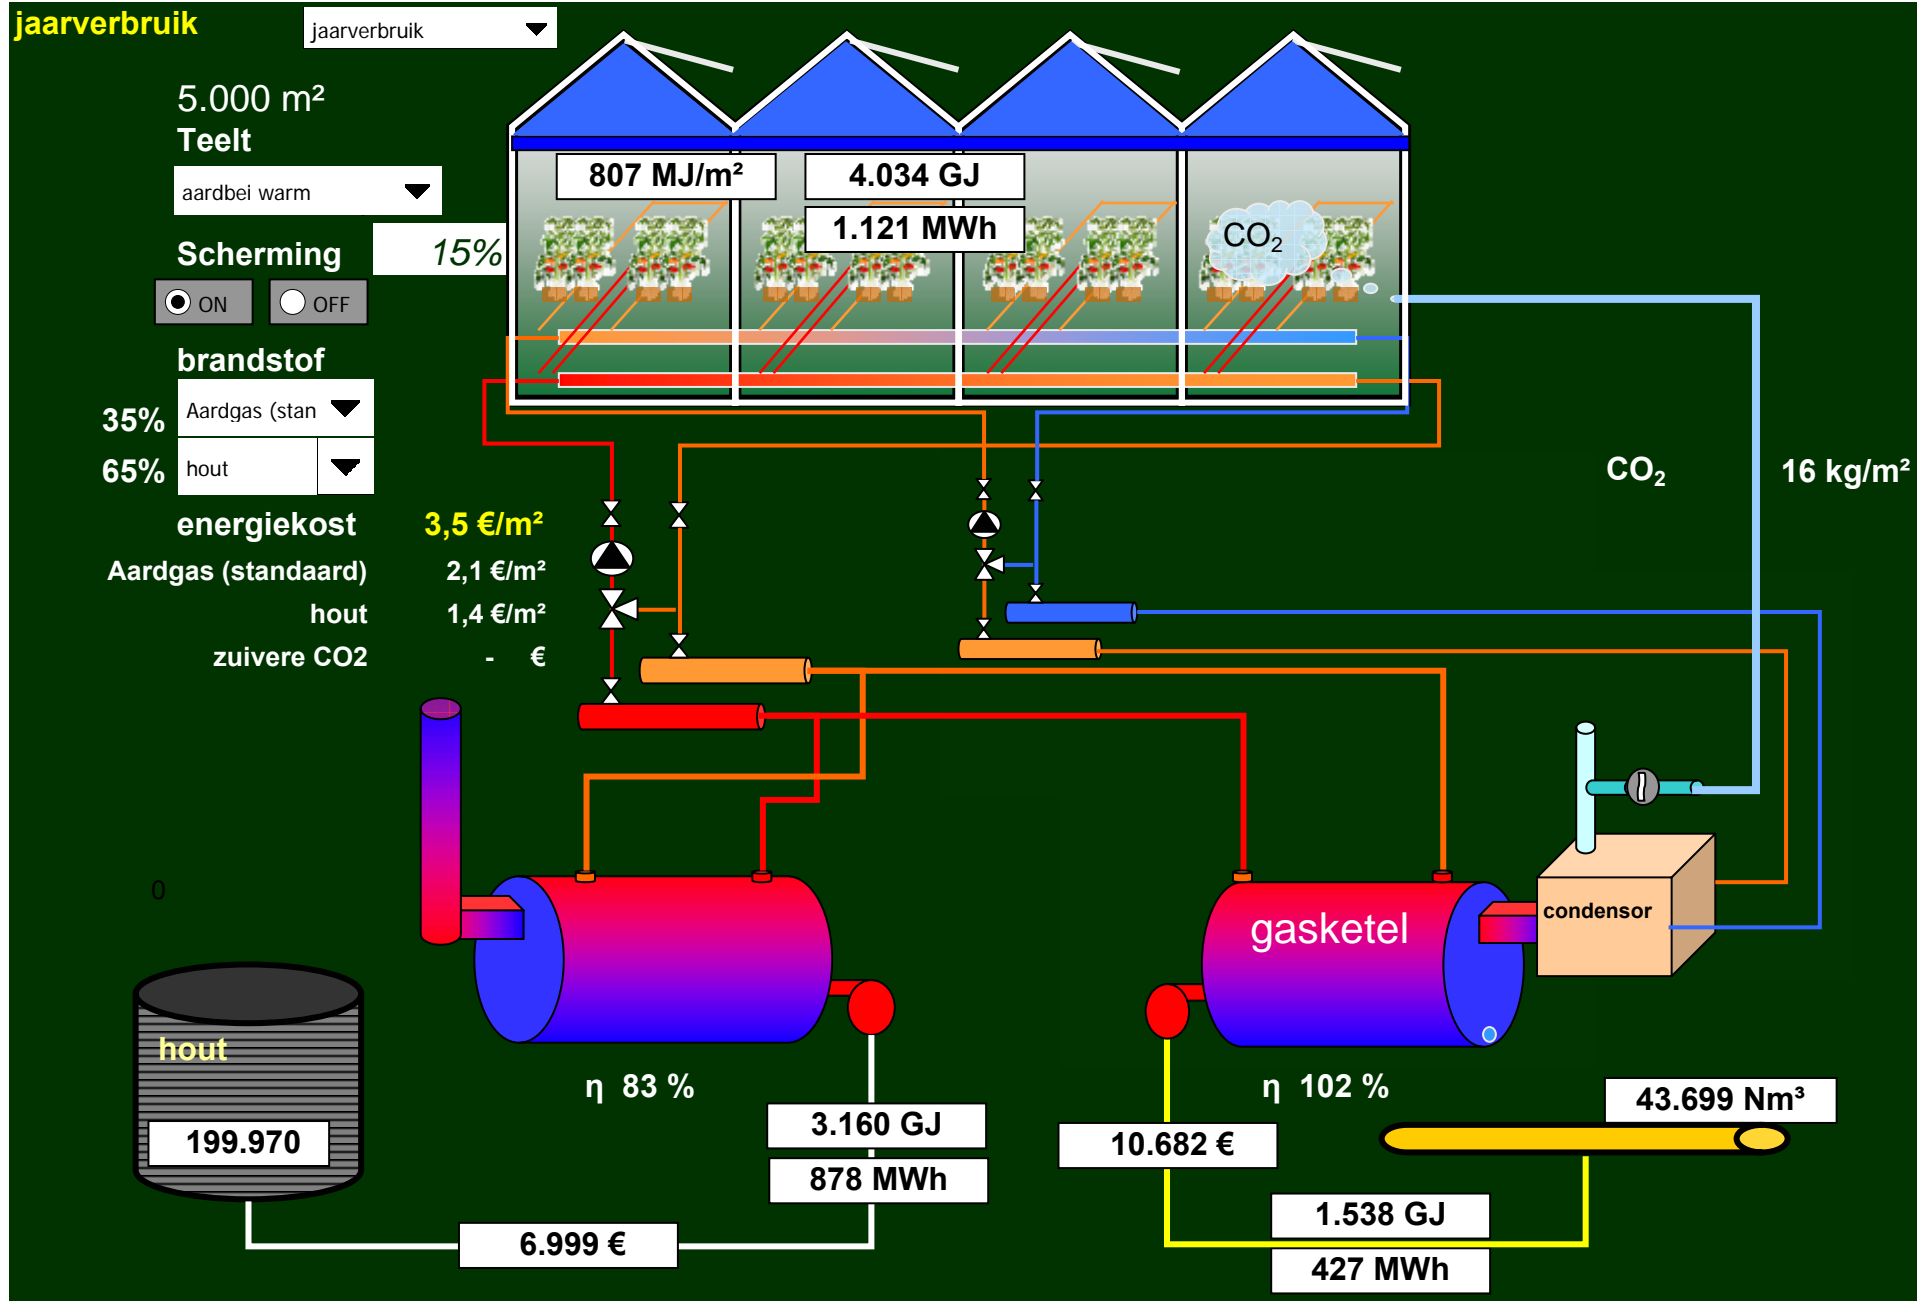 jaarverbruik
jaarverbruik
5.000 m²
Teelt
aardbei warm
Scherming
15%
ON
OFF
brandstof
35%
Aardgas (stan
65%
hout
energiekost
3,5 €/m²
Aardgas (standaard)
2,1 €/m²
hout
1,4 €/m²
zuivere CO2
- €
807 MJ/m²
4.034 GJ
1.121 MWh
CO₂
CO₂
16 kg/m²
0
gasketel
condensor
hout
199.970
η 83 %
η 102 %
3.160 GJ
878 MWh
6.999 €
10.682 €
43.699 Nm³
1.538 GJ
427 MWh